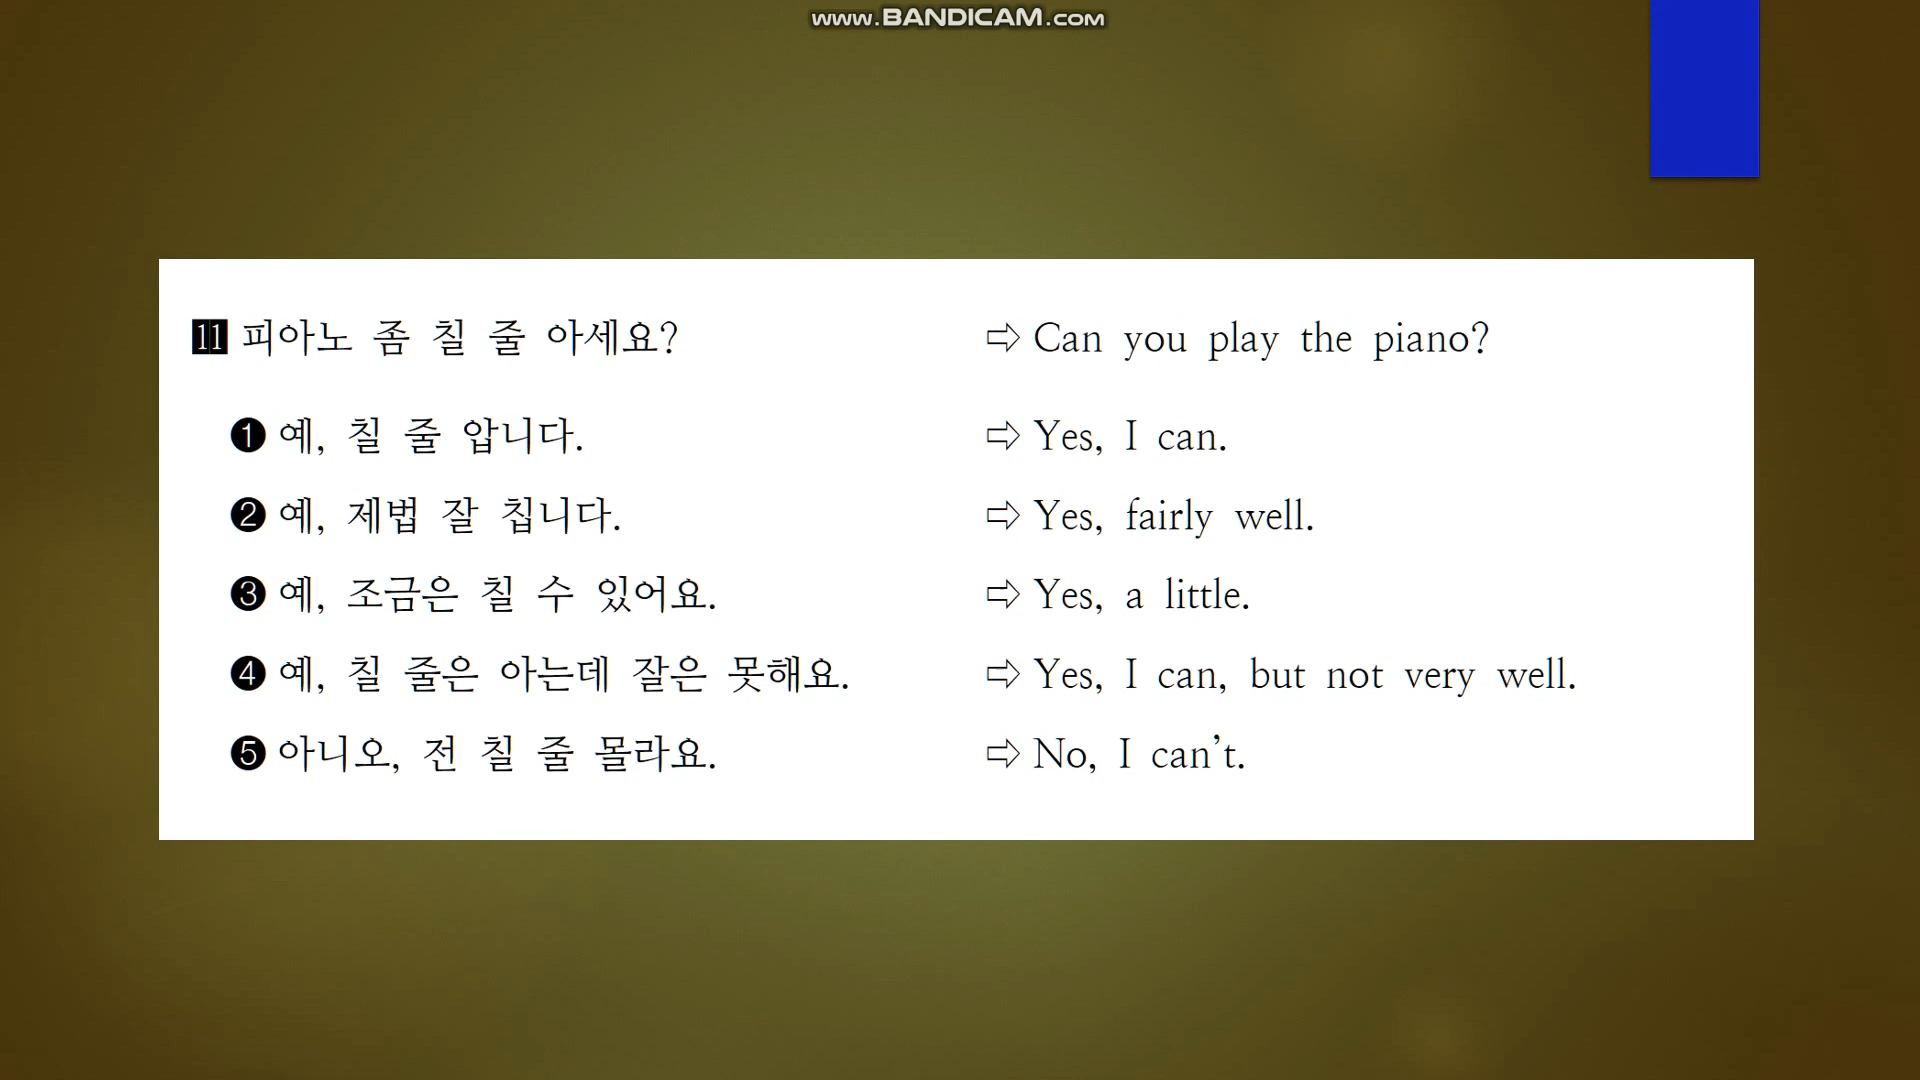 www.BANDICAM.com
11 피아노 좀 칠 줄 아세요? ⇨ Can you play the piano?
❶ 예, 칠 줄 압니다. ⇨ Yes, I can.
❷ 예, 제법 잘 칩니다. ⇨ Yes, fairly well.
❸ 예, 조금은 칠 수 있어요. ⇨ Yes, a little.
❹ 예, 칠 줄은 아는데 잘은 못해요. ⇨ Yes, I can, but not very well.
❺ 아니오, 전 칠 줄 몰라요. ⇨ No, I can’t.